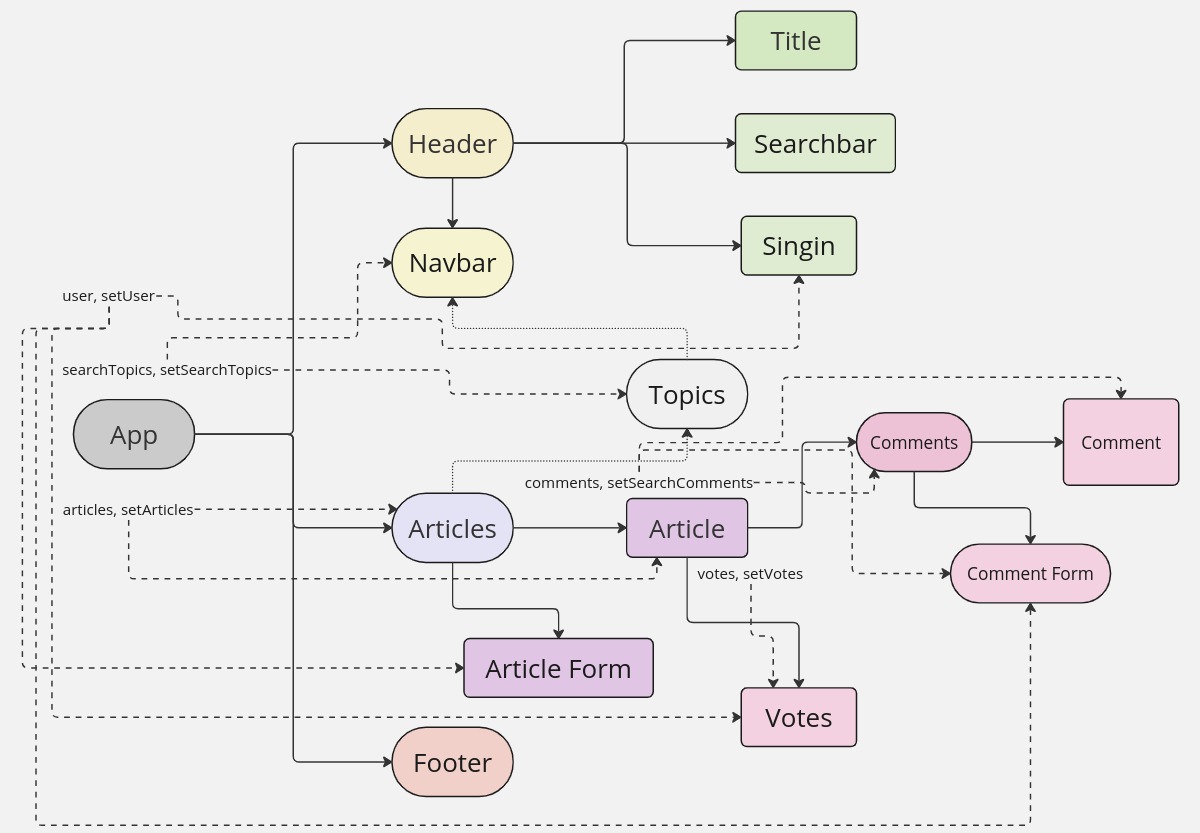 Title
Header
Searchbar
Singin
Navbar
user, setUser
searchTopics, setSearchTopics
Topics
App
Comments
Comment
comments, setSearchComments
articles, setArticles
Articles
Article
votes, setVotes
Comment Form
Article Form
Votes
Footer